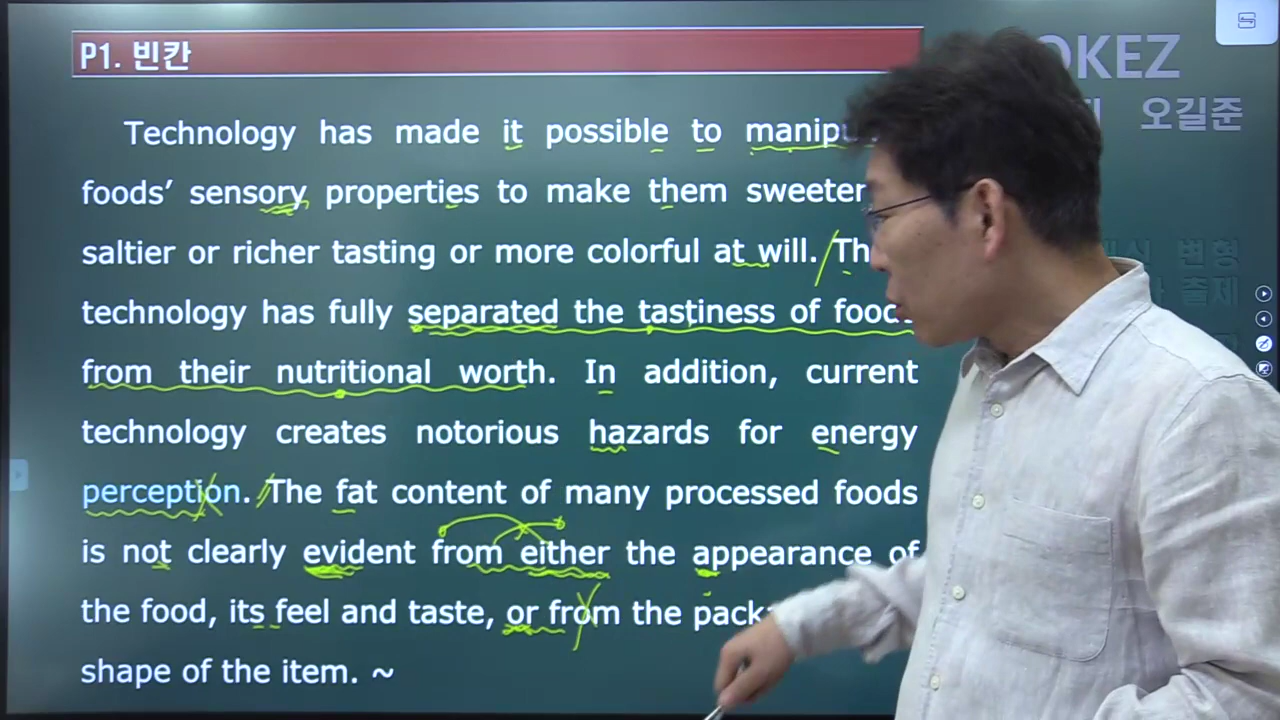 P1. 빈칸
OKEZ
오길준
Technology has made it possible to
foods’ sensory properties to make them sweeter
saltier or richer tasting or more colorful at will.
변형
출제
technology has fully separated the tastiness of
from their nutritional worth. In addition, current
technology creates notorious hazards for energy
perception. The fat content of many processed foods
is not clearly evident from either the appearance of
the food, its feel and taste, or from the
shape of the item. ~